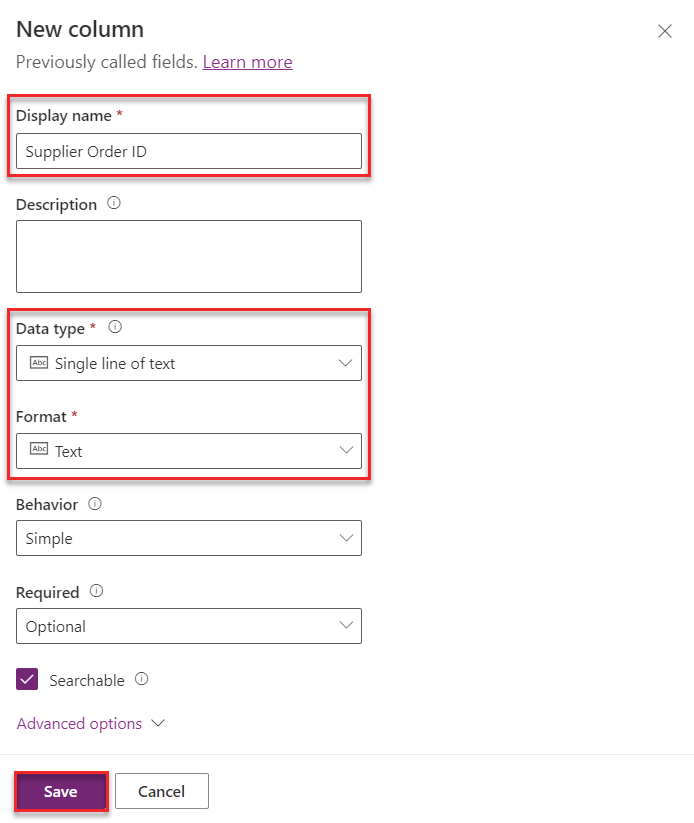 New column
Previously called fields. Learn more
Display name *
Supplier Order ID
Description
Data type *
Abc Single line of text
Format *
Abc Text
Behavior
Simple
Required
Optional
Searchable
Advanced options
Save Cancel